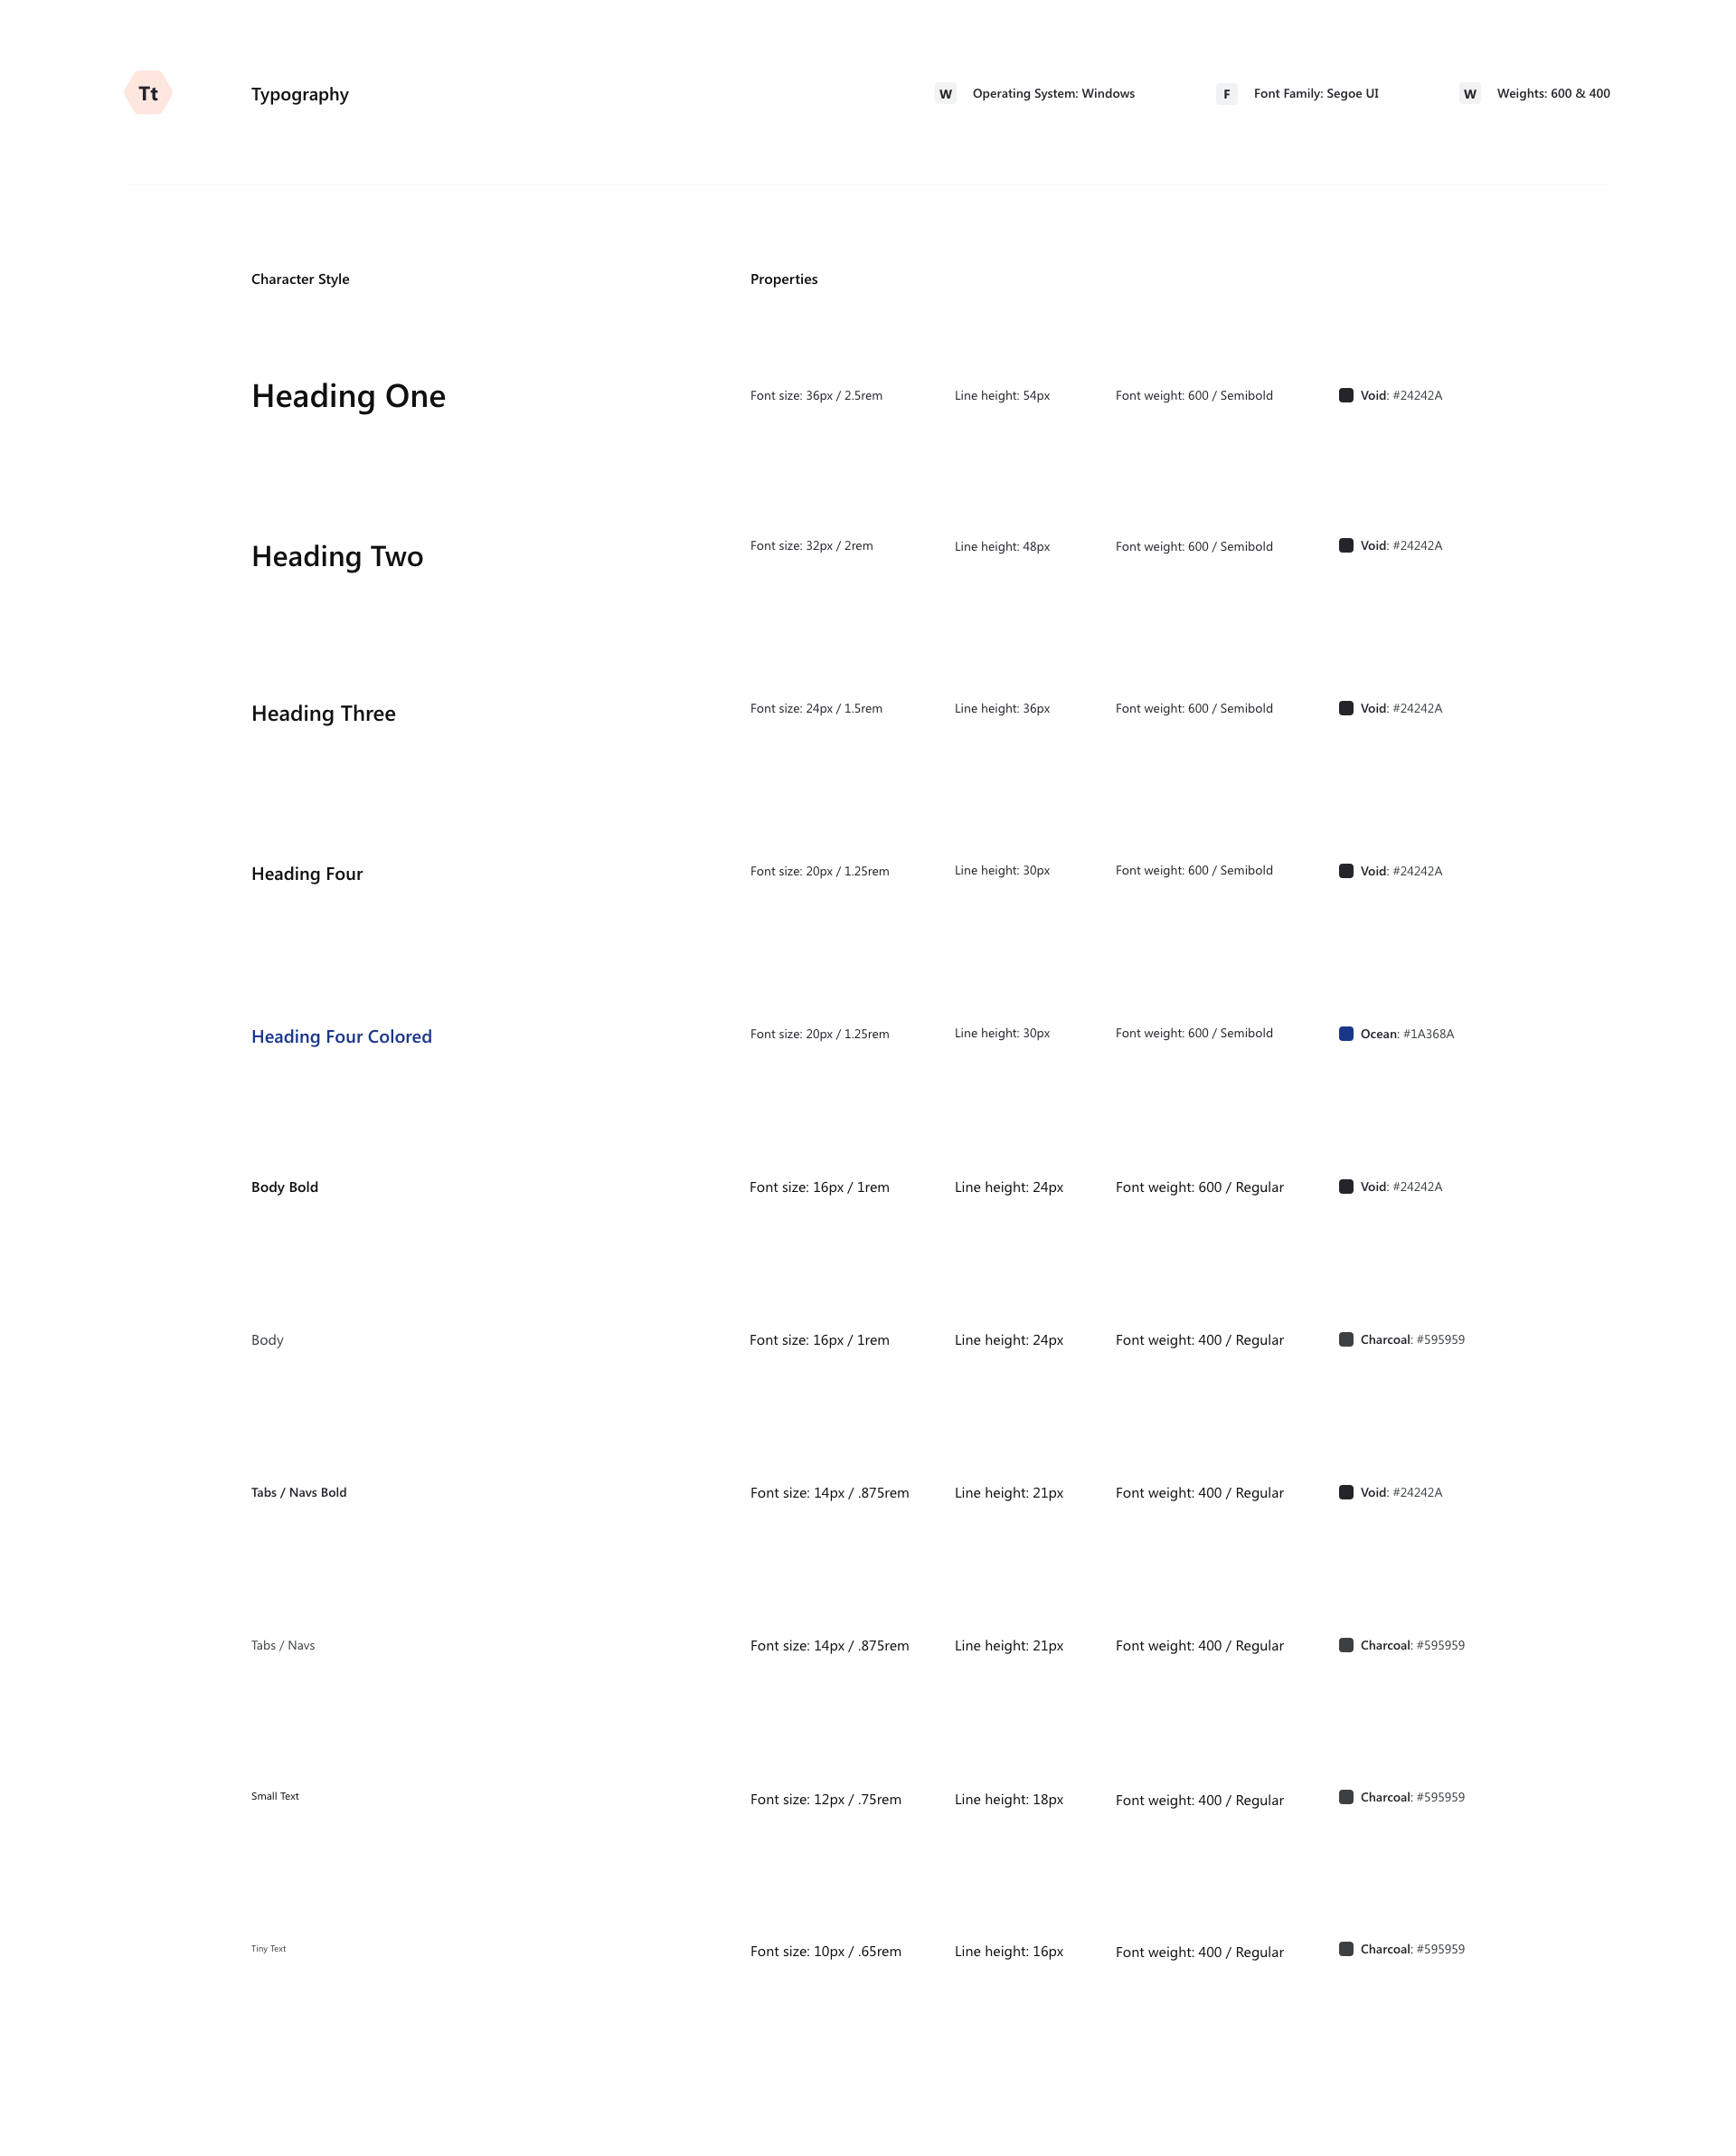 Tt Typography W Operating System: Windows F Font Family: Segoe UI W Weights: 600 & 400
Character Style Properties
Heading One Font size: 36px / 2.5rem Line height: 54px Font weight: 600 / Semibold Void: #24242A
Heading Two Font size: 32px / 2rem Line height: 48px Font weight: 600 / Semibold Void: #24242A
Heading Three Font size: 24px / 1.5rem Line height: 36px Font weight: 600 / Semibold Void: #24242A
Heading Four Font size: 20px / 1.25rem Line height: 30px Font weight: 600 / Semibold Void: #24242A
Heading Four Colored Font size: 20px / 1.25rem Line height: 30px Font weight: 600 / Semibold Ocean: #1A368A
Body Bold Font size: 16px / 1rem Line height: 24px Font weight: 600 / Regular Void: #24242A
Body Font size: 16px / 1rem Line height: 24px Font weight: 400 / Regular Charcoal: #595959
Tabs / Navs Bold Font size: 14px / .875rem Line height: 21px Font weight: 400 / Regular Void: #24242A
Tabs / Navs Font size: 14px / .875rem Line height: 21px Font weight: 400 / Regular Charcoal: #595959
Small Text Font size: 12px / .75rem Line height: 18px Font weight: 400 / Regular Charcoal: #595959
Tiny Text Font size: 10px / .65rem Line height: 16px Font weight: 400 / Regular Charcoal: #595959